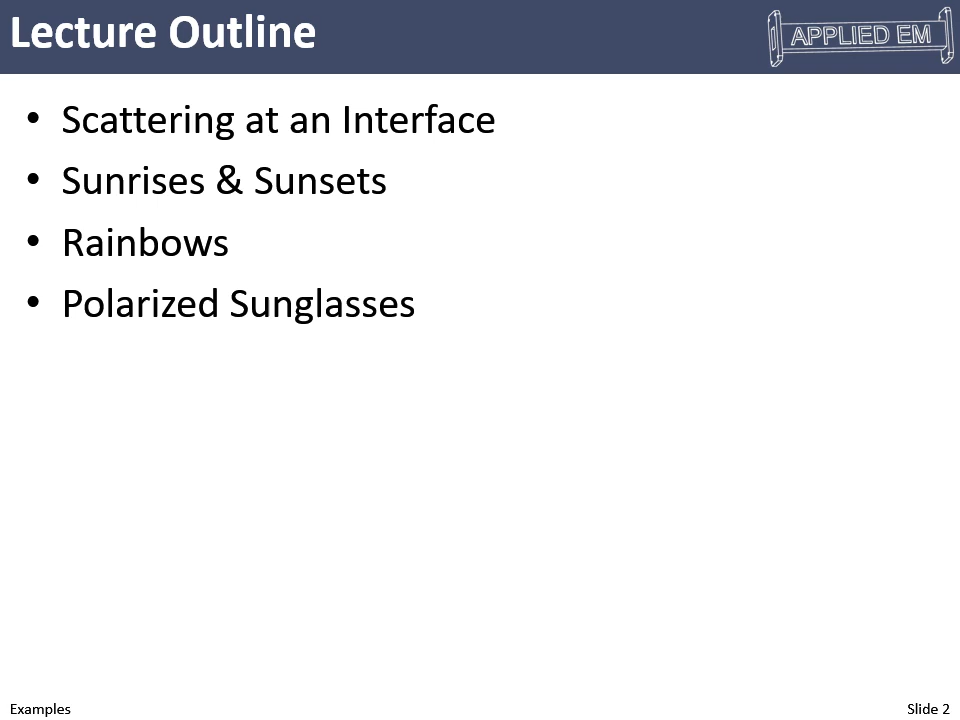 Lecture Outline
APPLIED EM
• Scattering at an Interface
• Sunrises & Sunsets
• Rainbows
• Polarized Sunglasses
Examples
Slide 2